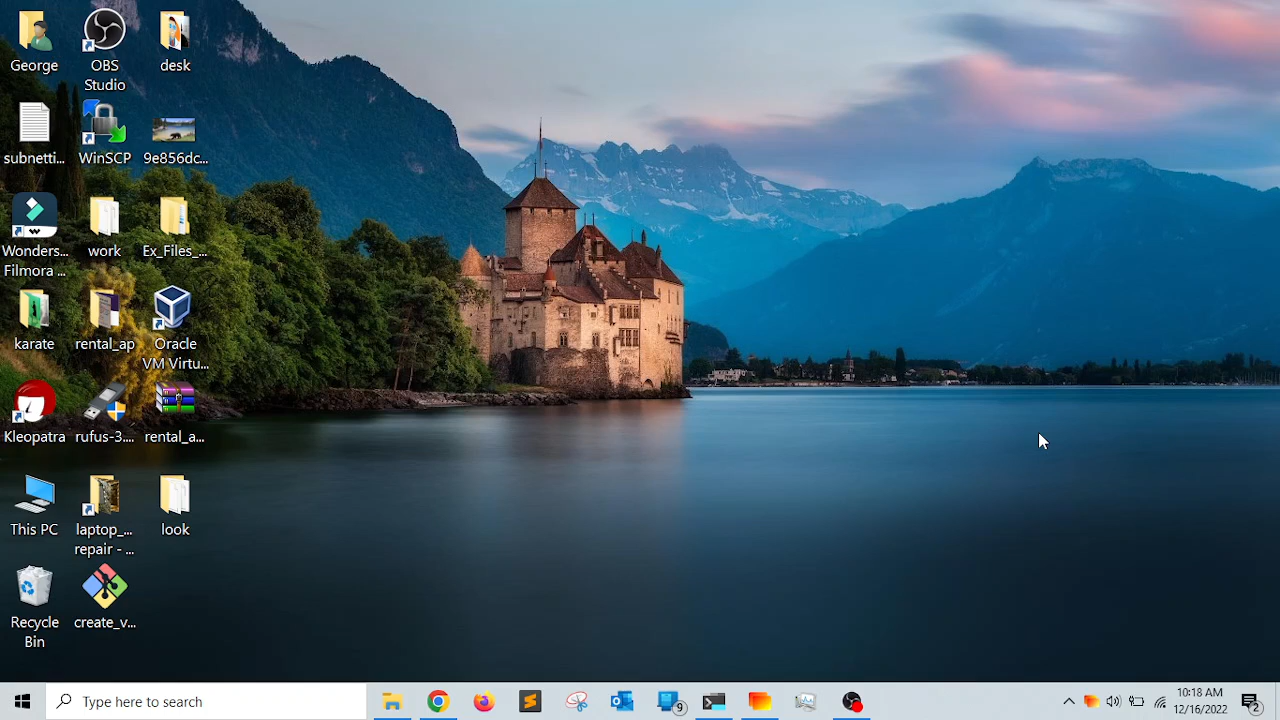 George
OBS
Studio
desk
subnetti...
WinSCP
9e856dc...
Wonders...
Filmora ...
work
Ex_Files_...
karate
rental_ap
Oracle
VM Virtu...
Kleopatra
rufus-3....
rental_a...
This PC
laptop_...
repair - ...
look
Recycle
Bin
create_v...
Type here to search
9
10:18 AM
12/16/2022
2